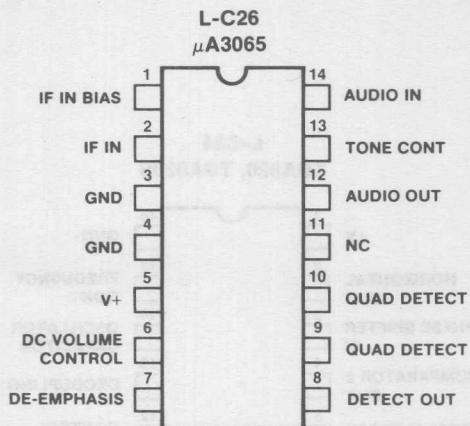 L-C26
μA3065
1 14
IF IN BIAS AUDIO IN
2 13
IF IN TONE CONT
3 12
GND AUDIO OUT
4 11
GND NC
5 10
V+ QUAD DETECT
6 9
DC VOLUME
CONTROL QUAD DETECT
7 8
DE-EMPHASIS DETECT OUT